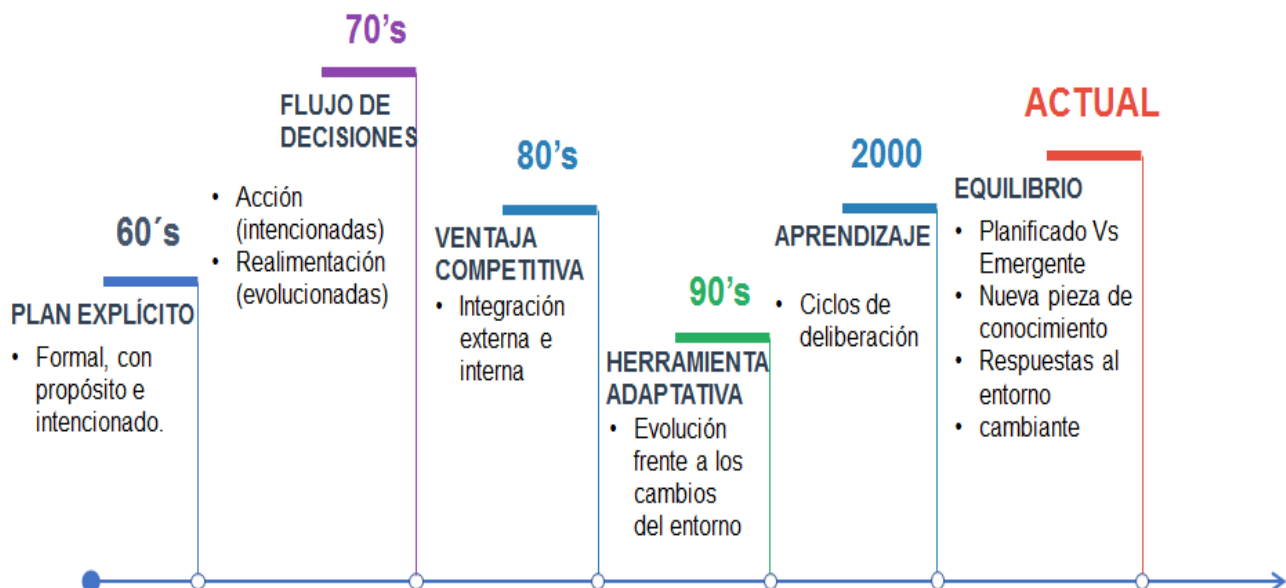 60´s
PLAN EXPLÍCITO
• Formal, con
propósito e
intencionado.
70’s
FLUJO DE
DECISIONES
• Acción
(intencionadas)
• Realimentación
(evolucionadas)
80’s
VENTAJA
COMPETITIVA
• Integración
externa e
interna
90’s
HERRAMIENTA
ADAPTATIVA
• Evolución
frente a los
cambios
del entorno
2000
APRENDIZAJE
• Ciclos de
deliberación
ACTUAL
EQUILIBRIO
• Planificado Vs
Emergente
• Nueva pieza de
conocimiento
• Respuestas al
entorno
• cambiante